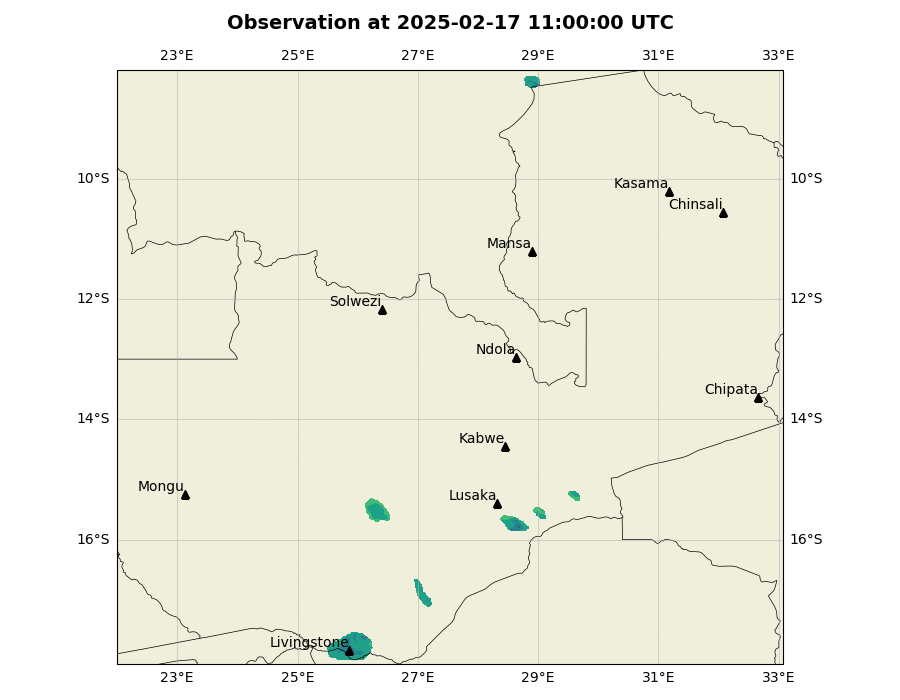 Observation at 2025-02-17 11:00:00 UTC
23°E 25°E 27°E 29°E 31°E 33°E
10°S 10°S
Kasama
Chinsali
Mansa
12°S 12°S
Solwezi
Ndola
Chipata
14°S 14°S
Kabwe
Mongu
Lusaka
16°S 16°S
Livingstone
23°E 25°E 27°E 29°E 31°E 33°E